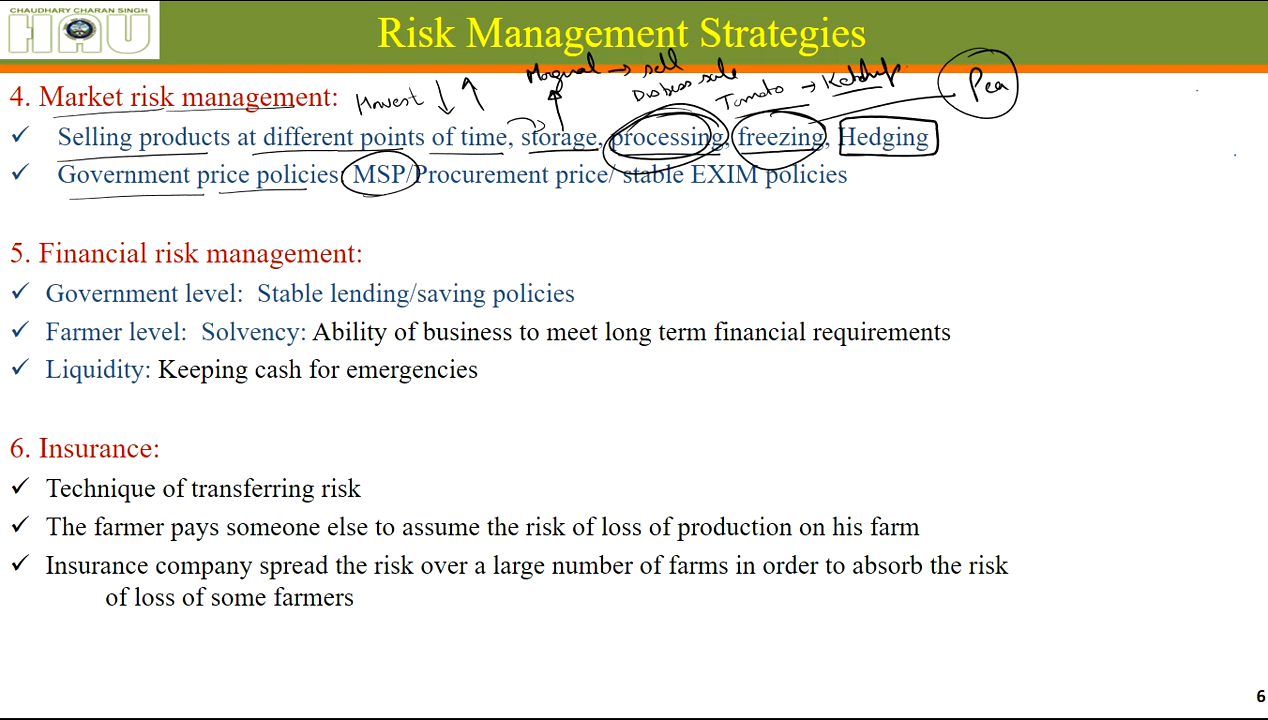 CHAUDHARY CHARAN SINGH
HAU
Risk Management Strategies
Marginal → sell
Distress sale
Tomato → Ketchup
Pea
Harvest ↓ ↑
4. Market risk management:
✓ Selling products at different points of time, storage, processing, freezing, Hedging
✓ Government price policies: MSP/Procurement price/ stable EXIM policies
5. Financial risk management:
✓ Government level: Stable lending/saving policies
✓ Farmer level: Solvency: Ability of business to meet long term financial requirements
✓ Liquidity: Keeping cash for emergencies
6. Insurance:
✓ Technique of transferring risk
✓ The farmer pays someone else to assume the risk of loss of production on his farm
✓ Insurance company spread the risk over a large number of farms in order to absorb the risk
of loss of some farmers
6